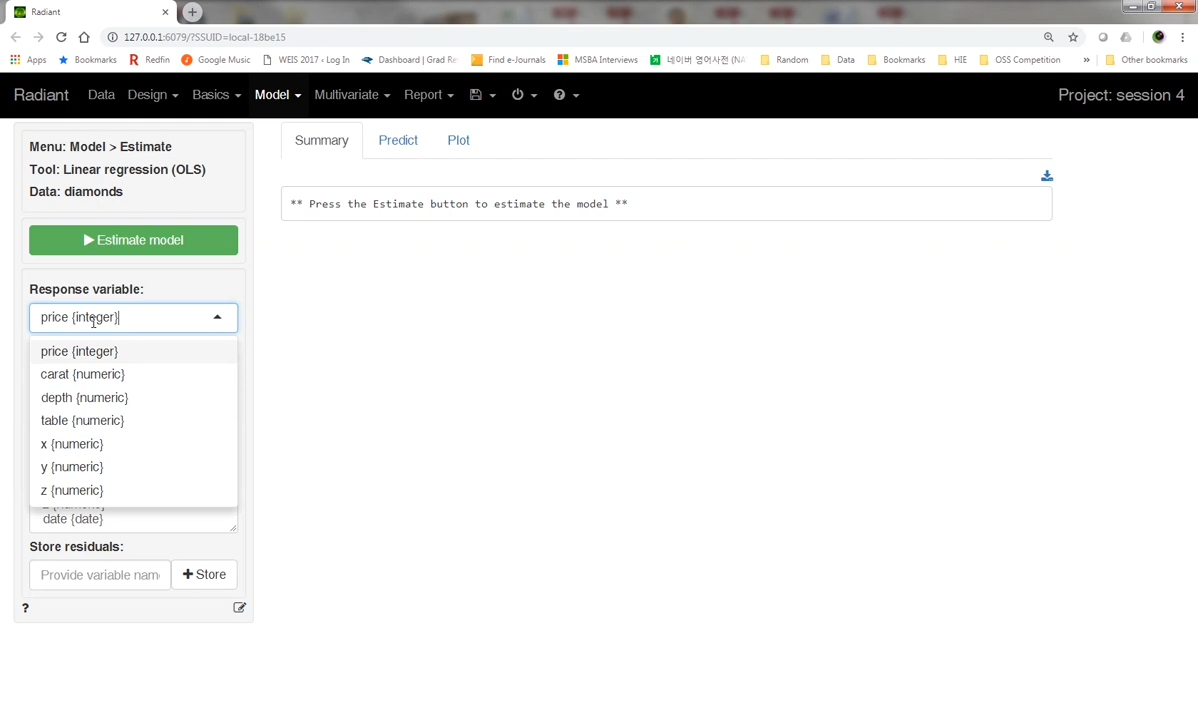 Radiant
127.0.0.1:6079/?SSUID=local-18be15
Apps Bookmarks Redfin Google Music WEIS 2017 ‹ Log In Dashboard | Grad Re Find e-Journals MSBA Interviews 네이버 영어사전 (NA Random Data Bookmarks HIE OSS Competition » Other bookmarks
Radiant Data Design Basics Model Multivariate Report Project: session 4
Menu: Model > Estimate
Tool: Linear regression (OLS)
Data: diamonds
Estimate model
Response variable:
price {integer}
price {integer}
carat {numeric}
depth {numeric}
table {numeric}
x {numeric}
y {numeric}
z {numeric}
date {date}
Store residuals:
Provide variable nam + Store
?
Summary Predict Plot
** Press the Estimate button to estimate the model **